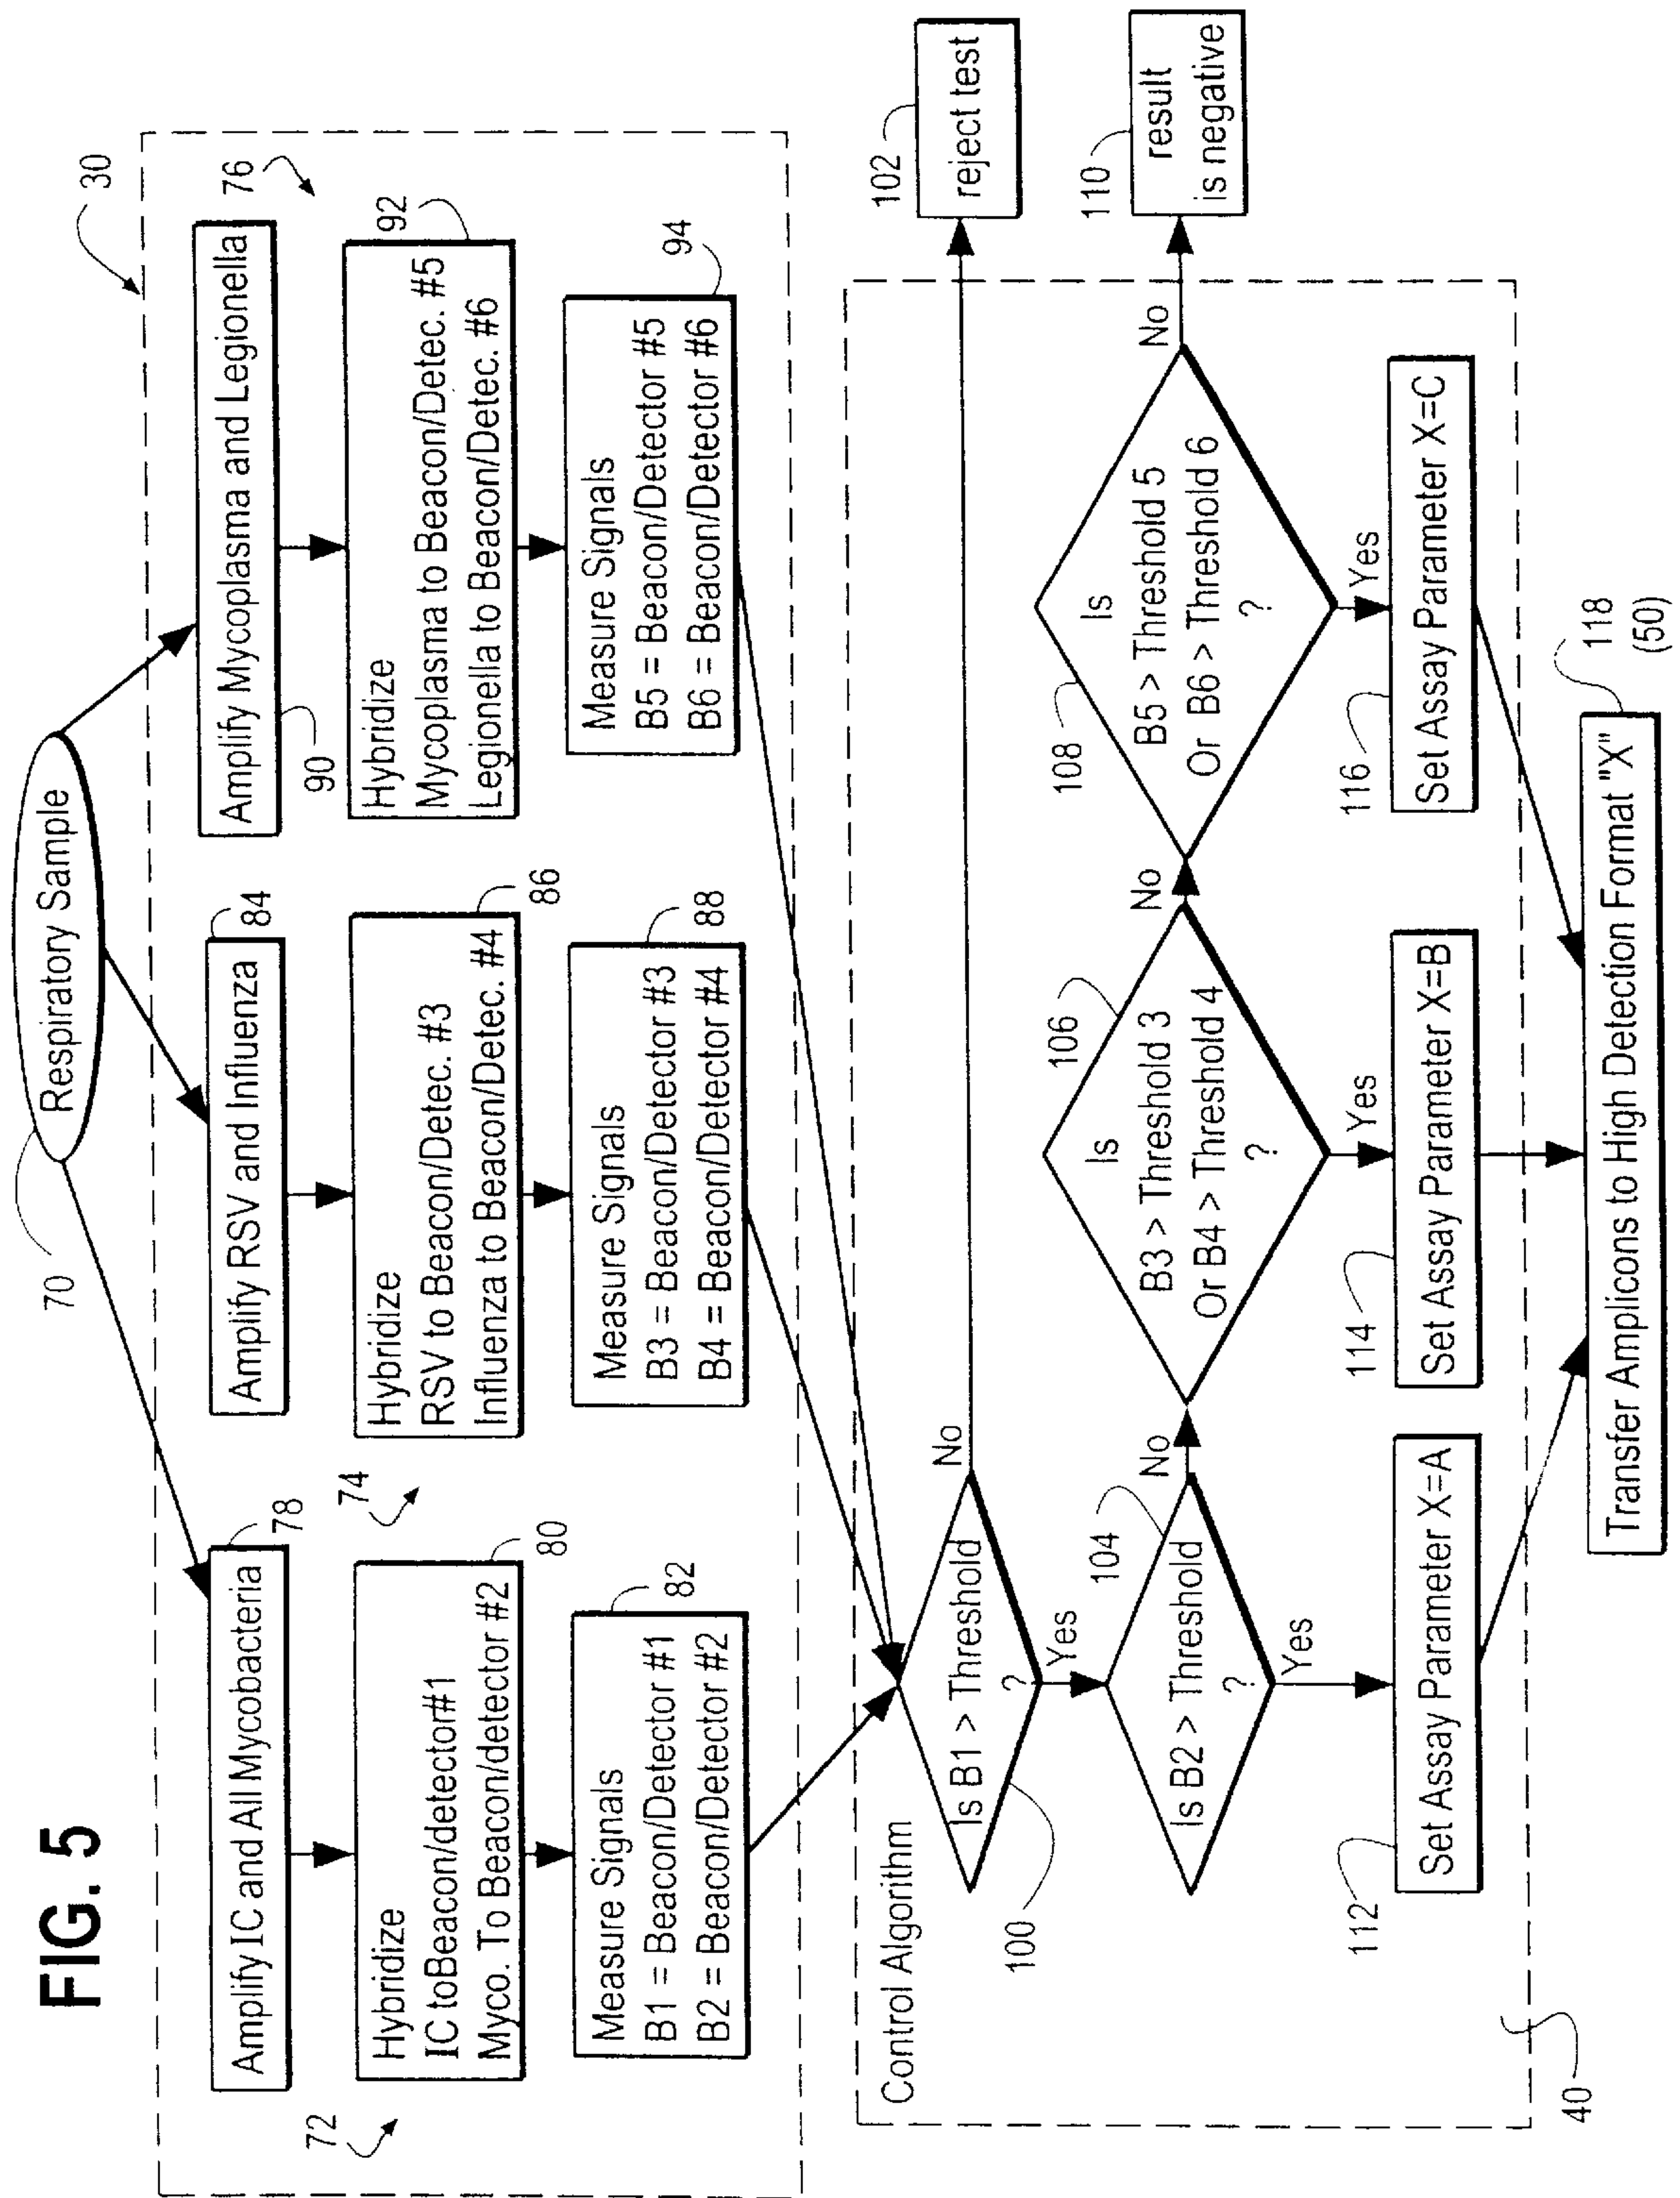 FIG. 5
70
Respiratory Sample
30
72
74
76
Amplify IC and All Mycobacteria
78
Hybridize
IC toBeacon/detector#1
Myco. To Beacon/detector #2
80
Measure Signals
B1 = Beacon/Detector #1
B2 = Beacon/Detector #2
82
Amplify RSV and Influenza
84
Hybridize
RSV to Beacon/Detec. #3
Influenza to Beacon/Detec. #4
86
Measure Signals
B3 = Beacon/Detector #3
B4 = Beacon/Detector #4
88
Amplify Mycoplasma and Legionella
90
Hybridize
Mycoplasma to Beacon/Detec. #5
Legionella to Beacon/Detec. #6
92
Measure Signals
B5 = Beacon/Detector #5
B6 = Beacon/Detector #6
94
Control Algorithm
Is B1 > Threshold
?
100
No
Yes
102
reject test
Is B2 > Threshold
?
104
No
Yes
Is
B3 > Threshold 3
Or B4 > Threshold 4
?
106
No
Yes
Is
B5 > Threshold 5
Or B6 > Threshold 6
?
108
No
Yes
110
result
is negative
112
Set Assay Parameter X=A
114
Set Assay Parameter X=B
116
Set Assay Parameter X=C
40
Transfer Amplicons to High Detection Format "X"
118
(50)